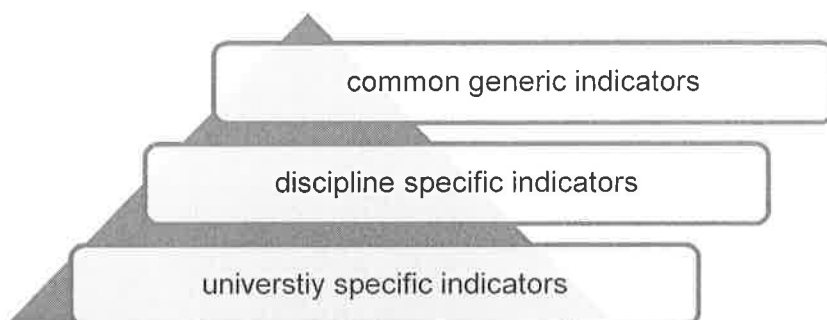 common generic indicators
discipline specific indicators
universtiy specific indicators